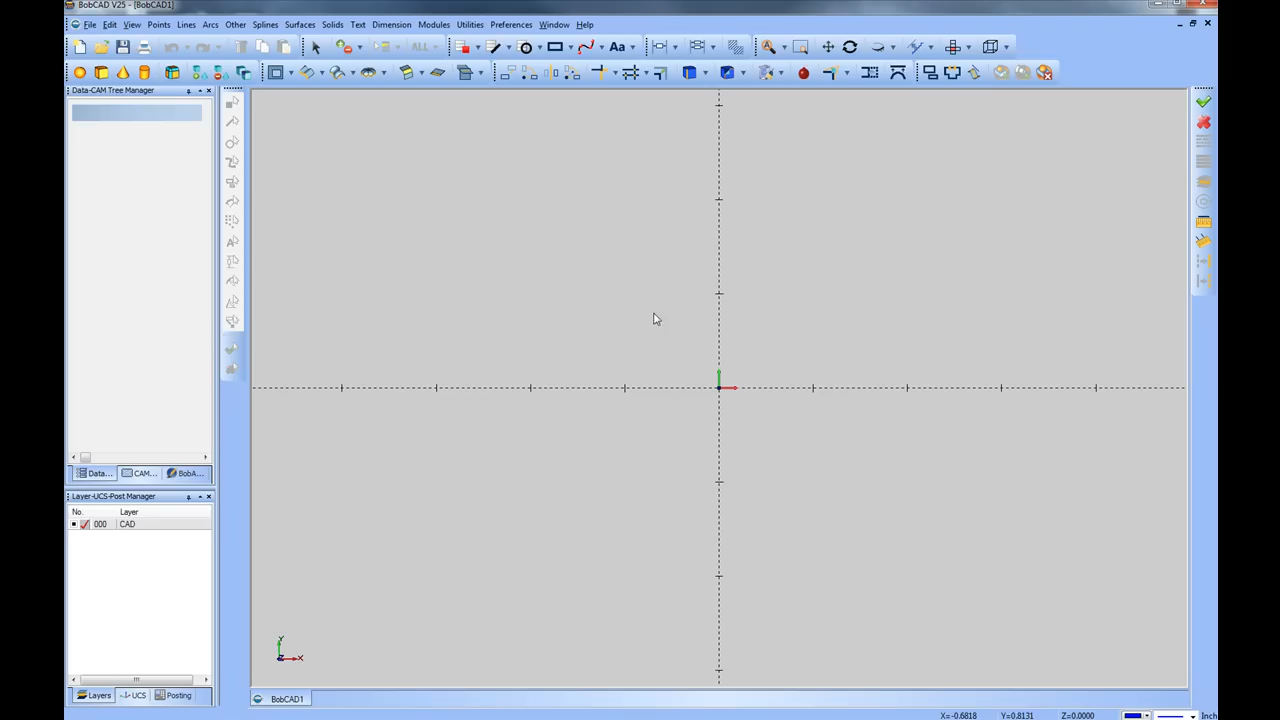 BobCAD V25 - [BobCAD1]
File Edit View Points Lines Arcs Other Splines Surfaces Solids Text Dimension Modules Utilities Preferences Window Help
ALL
Aa
Data-CAM Tree Manager
Data... CAM... BobA...
Layer-UCS-Post Manager
No. Layer
000 CAD
Y
Z X
Layers UCS Posting
BobCAD1
X=-0.6818 Y=0.8131 Z=0.0000 Inch